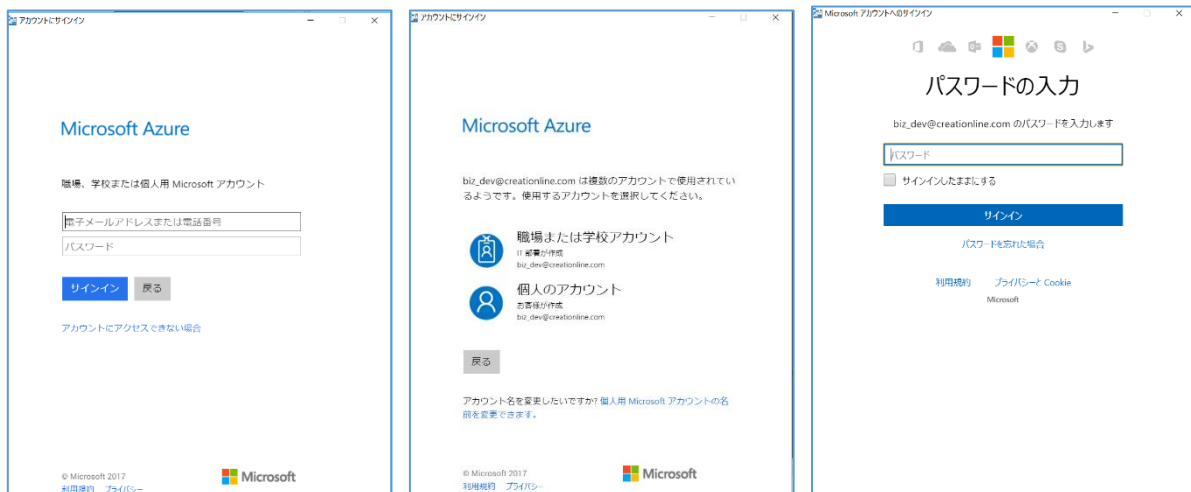 アカウントにサインイン
Microsoft Azure
職場、学校または個人用 Microsoft アカウント
電子メールアドレスまたは電話番号
パスワード
サインイン 戻る
アカウントにアクセスできない場合
© Microsoft 2017
利用規約 プライバシー
Microsoft
アカウントにサインイン
Microsoft Azure
biz_dev@creationline.com は複数のアカウントで使用されてい
るようです。使用するアカウントを選択してください。
職場または学校アカウント
IT 部署が作成
biz_dev@creationline.com
個人のアカウント
お客様が作成
biz_dev@creationline.com
戻る
アカウント名を変更したいですか? 個人用 Microsoft アカウントの名
前を変更できます。
© Microsoft 2017
利用規約 プライバシー
Microsoft
Microsoft アカウントへのサインイン
パスワードの入力
biz_dev@creationline.com のパスワードを入力します
パスワード
サインインしたままにする
サインイン
パスワードを忘れた場合
利用規約 プライバシーと Cookie
Microsoft